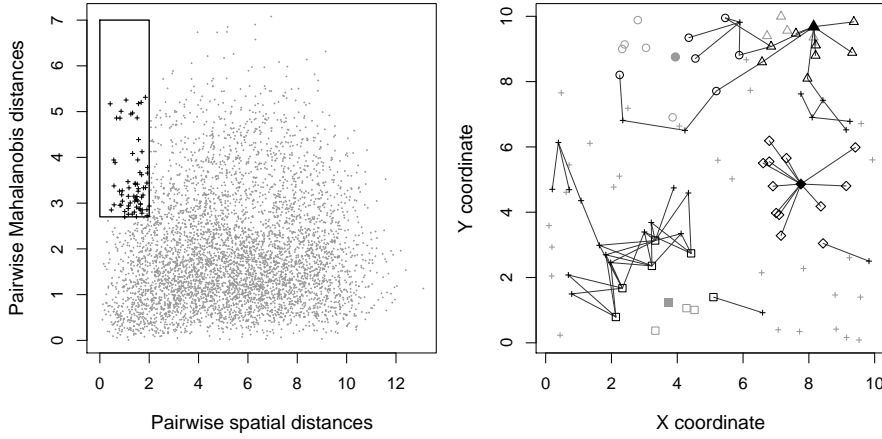 7
6
5
4
3
2
1
0
Pairwise Mahalanobis distances
0 2 4 6 8 10 12
Pairwise spatial distances
10
8
6
4
2
0
Y coordinate
0 2 4 6 8 10
X coordinate